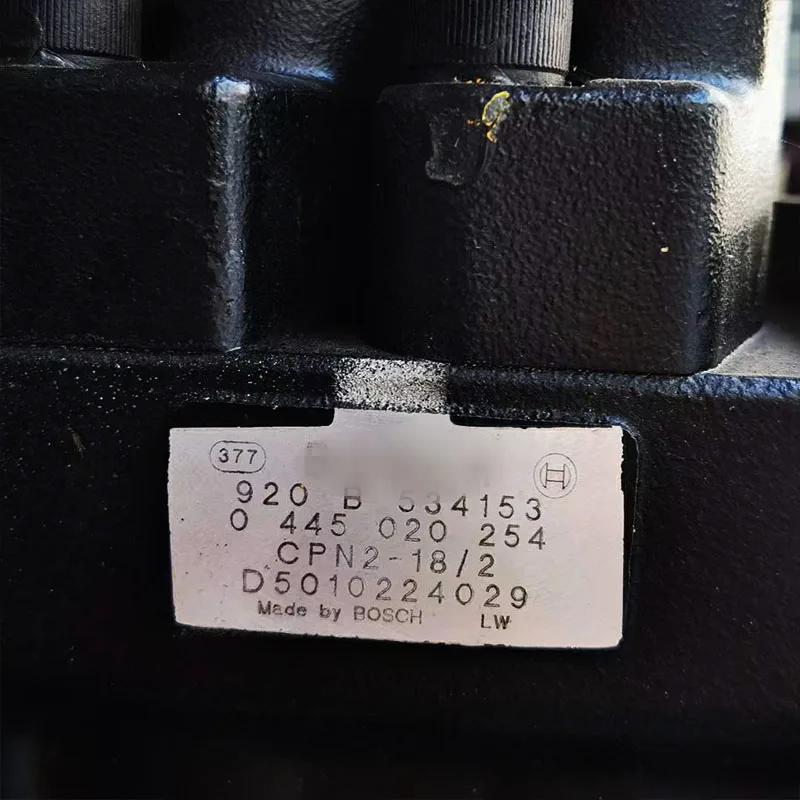 377
920 B 534153
0 445 020 254
CPN2-18/2
D5010224029
Made by BOSCH LW